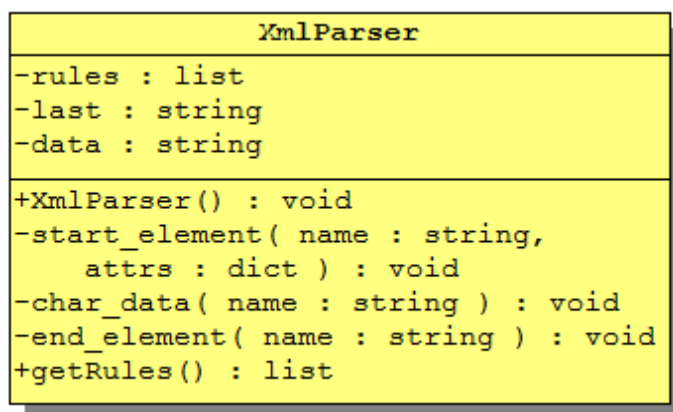 XmlParser
-rules : list
-last : string
-data : string
+XmlParser() : void
-start_element( name : string,
attrs : dict ) : void
-char_data( name : string ) : void
-end_element( name : string ) : void
+getRules() : list